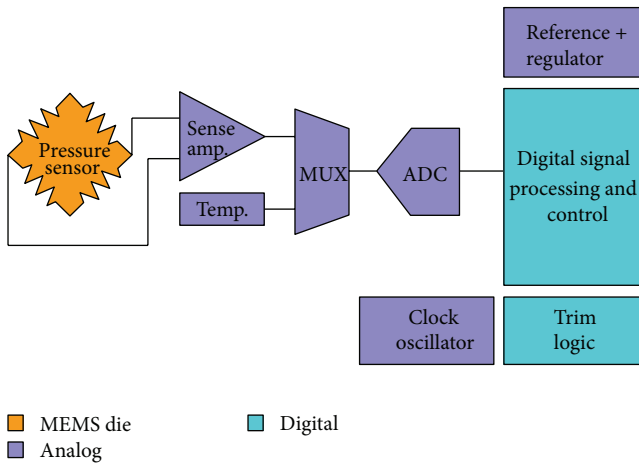 Reference +
regulator
Pressure
sensor
Sense
amp.
Temp.
MUX
ADC
Digital signal
processing and
control
Clock
oscillator
Trim
logic
MEMS die
Analog
Digital